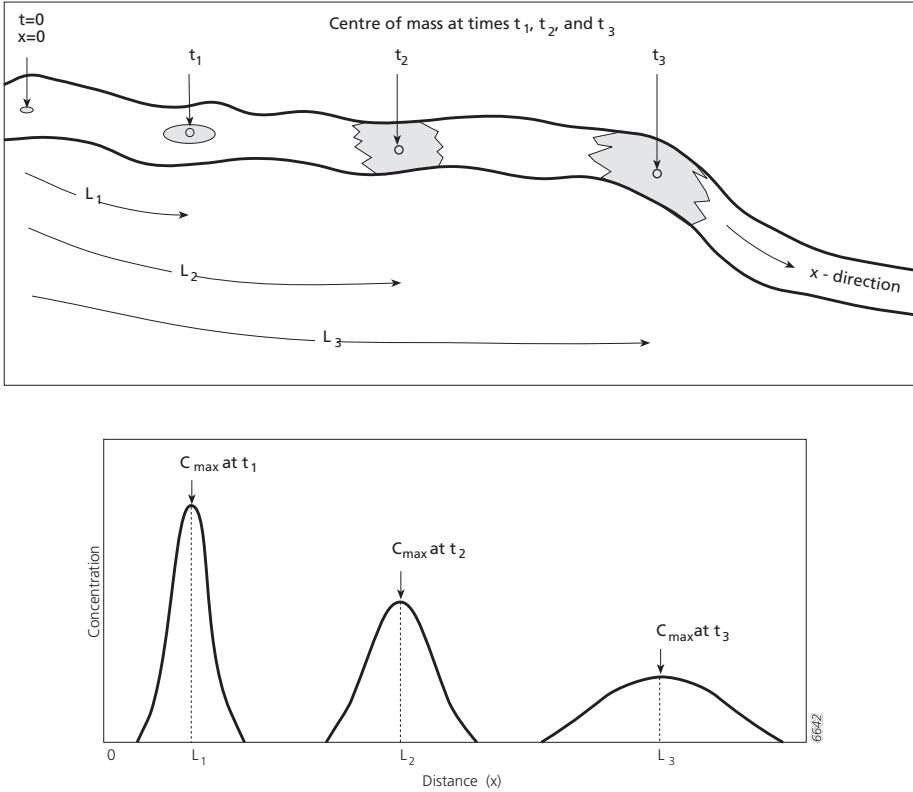 t=0
x=0
Centre of mass at times t1, t2, and t3
t1
t2
t3
L1
L2
L3
x - direction
Cmax at t1
Cmax at t2
Cmax at t3
Concentration
0
L1
L2
L3
Distance (x)
6642